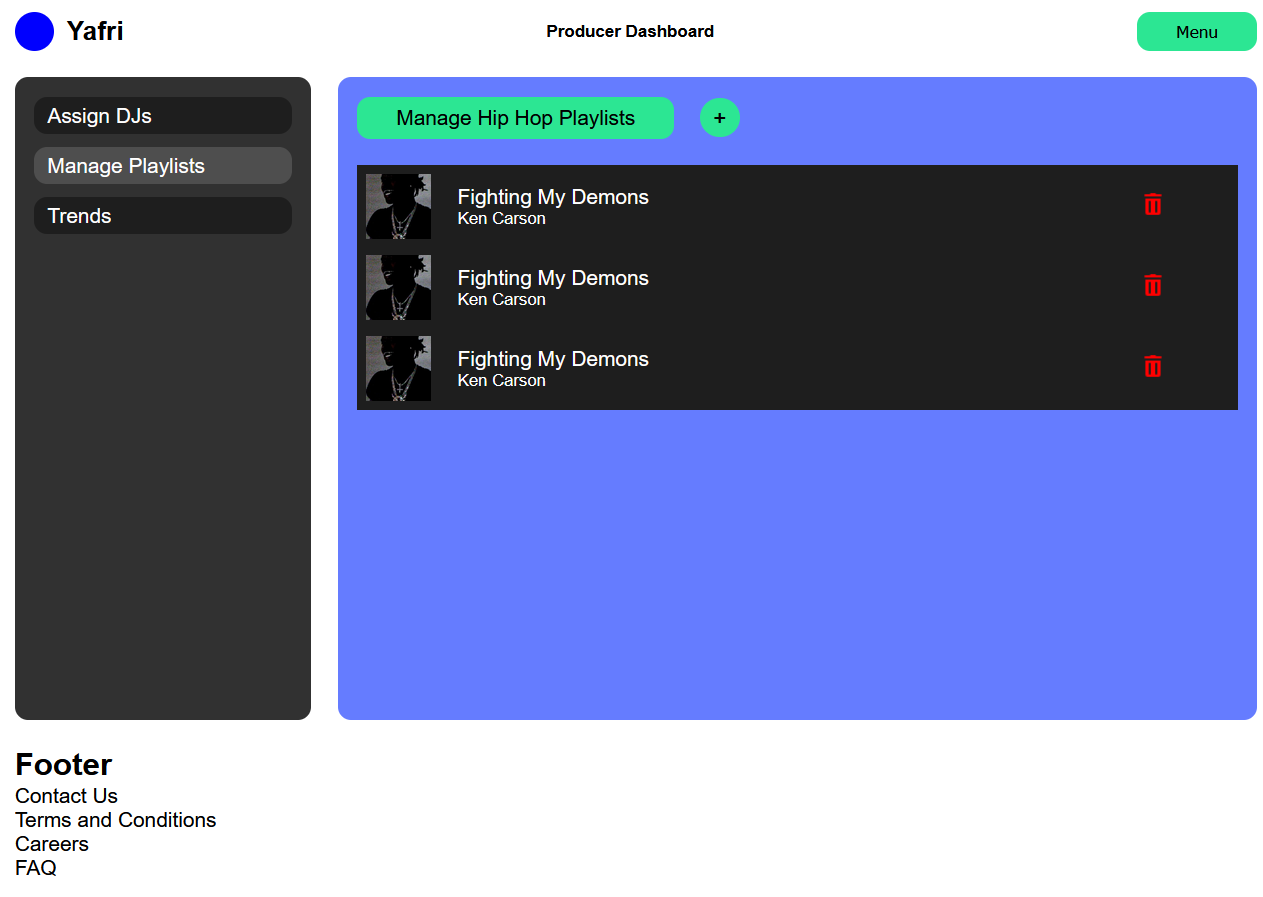 Yafri
Producer Dashboard
Menu
Assign DJs
Manage Playlists
Trends
Manage Hip Hop Playlists
+
Fighting My Demons
Ken Carson
Fighting My Demons
Ken Carson
Fighting My Demons
Ken Carson
Footer
Contact Us
Terms and Conditions
Careers
FAQ